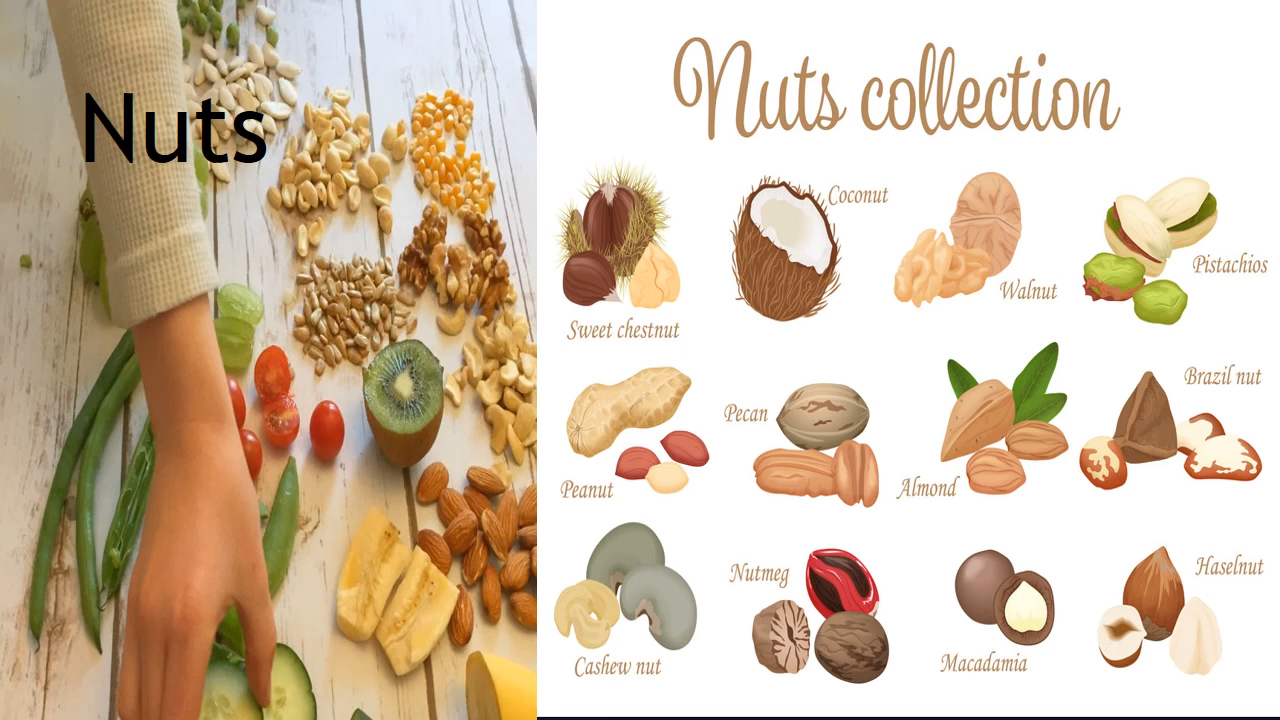 Nuts
Nuts collection
Sweet chestnut
Coconut
Walnut
Pistachios
Peanut
Pecan
Almond
Brazil nut
Cashew nut
Nutmeg
Macadamia
Haselnut